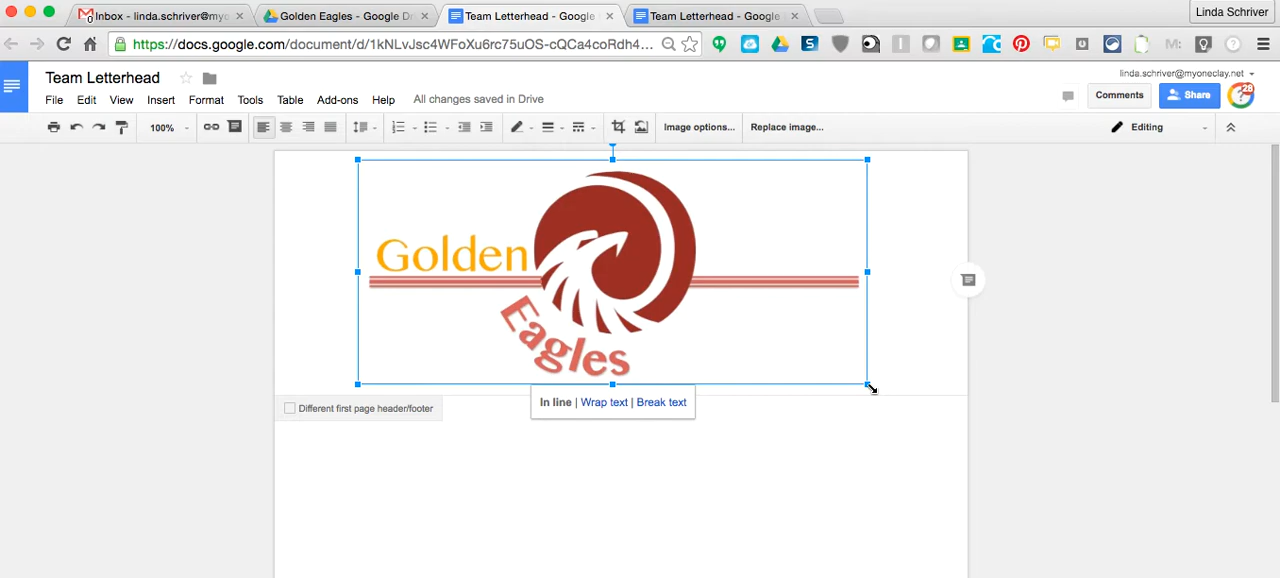 Inbox - linda.schriver@my
Golden Eagles - Google D
Team Letterhead - Google
Team Letterhead - Google
Linda Schriver
https://docs.google.com/document/d/1kNLvJsc4WFoXu6rc75uOS-cQCa4coRdh4...
Team Letterhead
linda.schriver@myoneclay.net
File Edit View Insert Format Tools Table Add-ons Help All changes saved in Drive
Comments
Share
28
100%
Image options...
Replace image...
Editing
Golden
Eagles
In line | Wrap text | Break text
Different first page header/footer